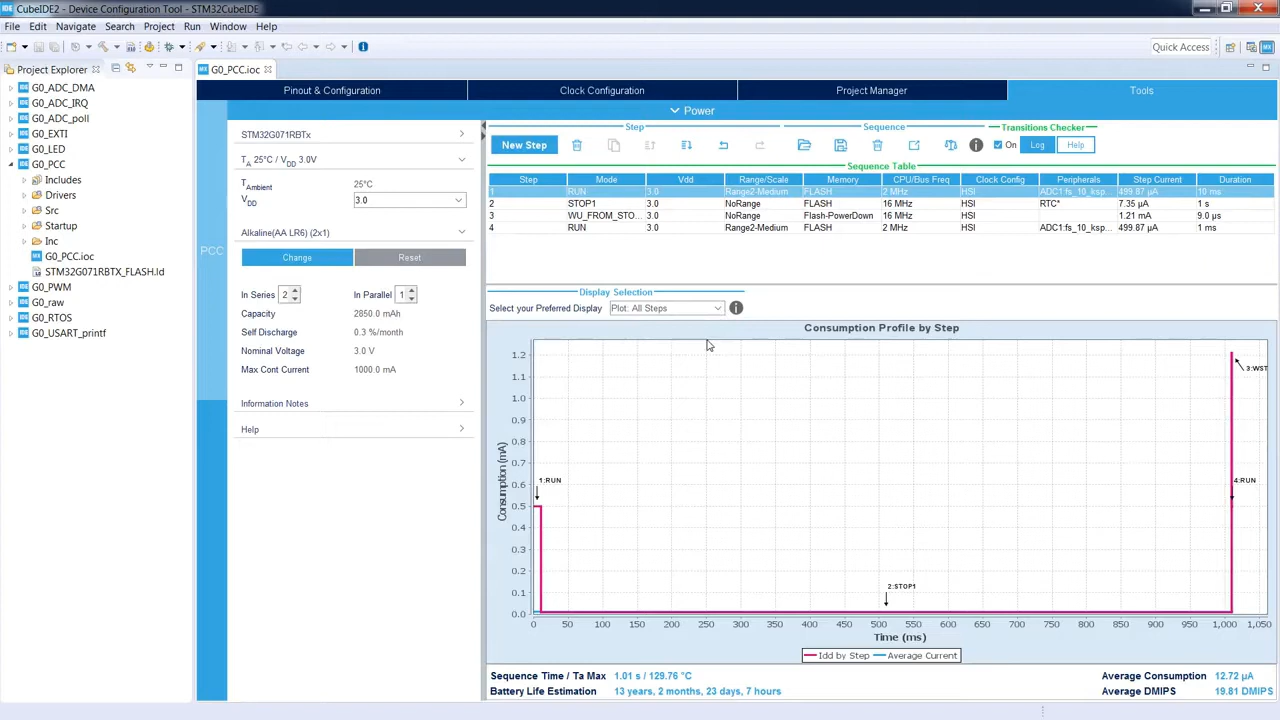 CubeIDE2 - Device Configuration Tool - STM32CubeIDE
File Edit Navigate Search Project Run Window Help
Quick Access
Project Explorer
G0_PCC.ioc
G0_ADC_DMA
G0_ADC_IRQ
G0_ADC_poll
G0_EXTI
G0_LED
G0_PCC
Includes
Drivers
Src
Startup
Inc
G0_PCC.ioc
STM32G071RBTX_FLASH.ld
G0_PWM
G0_raw
G0_RTOS
G0_USART_printf
Pinout & Configuration Clock Configuration Project Manager Tools
Power
PCC
STM32G071RBTx
TA 25°C / VDD 3.0V
TAmbient 25°C
VDD 3.0
Alkaline(AA LR6) (2x1)
Change Reset
In Series 2 In Parallel 1
Capacity 2850.0 mAh
Self Discharge 0.3 %/month
Nominal Voltage 3.0 V
Max Cont Current 1000.0 mA
Information Notes
Help
Step Sequence Transitions Checker
New Step On Log Help
Sequence Table
Step Mode Vdd Range/Scale Memory CPU/Bus Freq Clock Config Peripherals Step Current Duration
1 RUN 3.0 Range2-Medium FLASH 2 MHz HSI ADC1:fs_10_ksp... 499.87 µA 10 ms
2 STOP1 3.0 NoRange FLASH 16 MHz HSI RTC* 7.35 µA 1 s
3 WU_FROM_STO... 3.0 NoRange Flash-PowerDown 16 MHz HSI 1.21 mA 9.0 µs
4 RUN 3.0 Range2-Medium FLASH 2 MHz HSI ADC1:fs_10_ksp... 499.87 µA 1 ms
Display Selection
Select your Preferred Display Plot: All Steps
Consumption Profile by Step
Consumption (mA)
1.2
1.1
1.0
0.9
0.8
0.7
0.6
0.5
0.4
0.3
0.2
0.1
0.0
3:WST
1:RUN
4:RUN
2:STOP1
0 50 100 150 200 250 300 350 400 450 500 550 600 650 700 750 800 850 900 950 1,000 1,050
Time (ms)
Idd by Step Average Current
Sequence Time / Ta Max 1.01 s / 129.76 °C Average Consumption 12.72 µA
Battery Life Estimation 13 years, 2 months, 23 days, 7 hours Average DMIPS 19.81 DMIPS